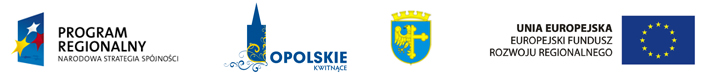 PROGRAM
REGIONALNY
NARODOWA STRATEGIA SPÓJNOŚCI
OPOLSKIE
KWITNĄCE
UNIA EUROPEJSKA
EUROPEJSKI FUNDUSZ
ROZWOJU REGIONALNEGO